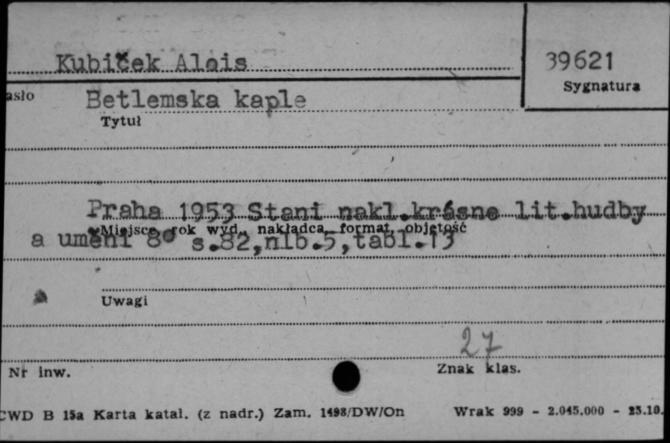 Kubiček Alois
39621
Sygnatura
asło
Betlemska kaple
Tytuł
Praha 1953 Stani nakl.krásne lit.hudby
Miejsce, rok wyd., nakładca, format, objętość
a umeni 8° s.82,nlb.5,tabl.13
Uwagi
27
Nr inw.
Znak klas.
CWD B 15a Karta katal. (z nadr.) Zam. 1498/DW/On
Wrak 999 - 2.045.000 - 25.10.